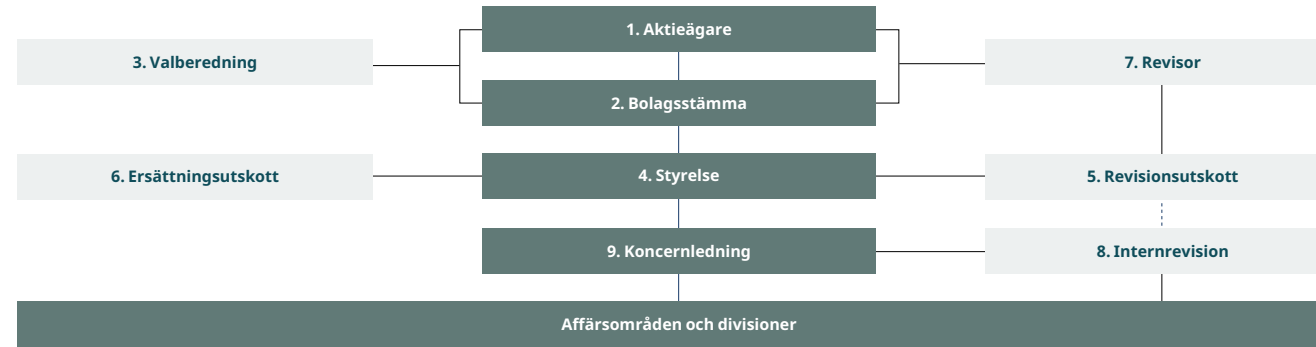 1. Aktieägare
3. Valberedning
7. Revisor
2. Bolagsstämma
6. Ersättningsutskott
4. Styrelse
5. Revisionsutskott
9. Koncernledning
8. Internrevision
Affärsområden och divisioner